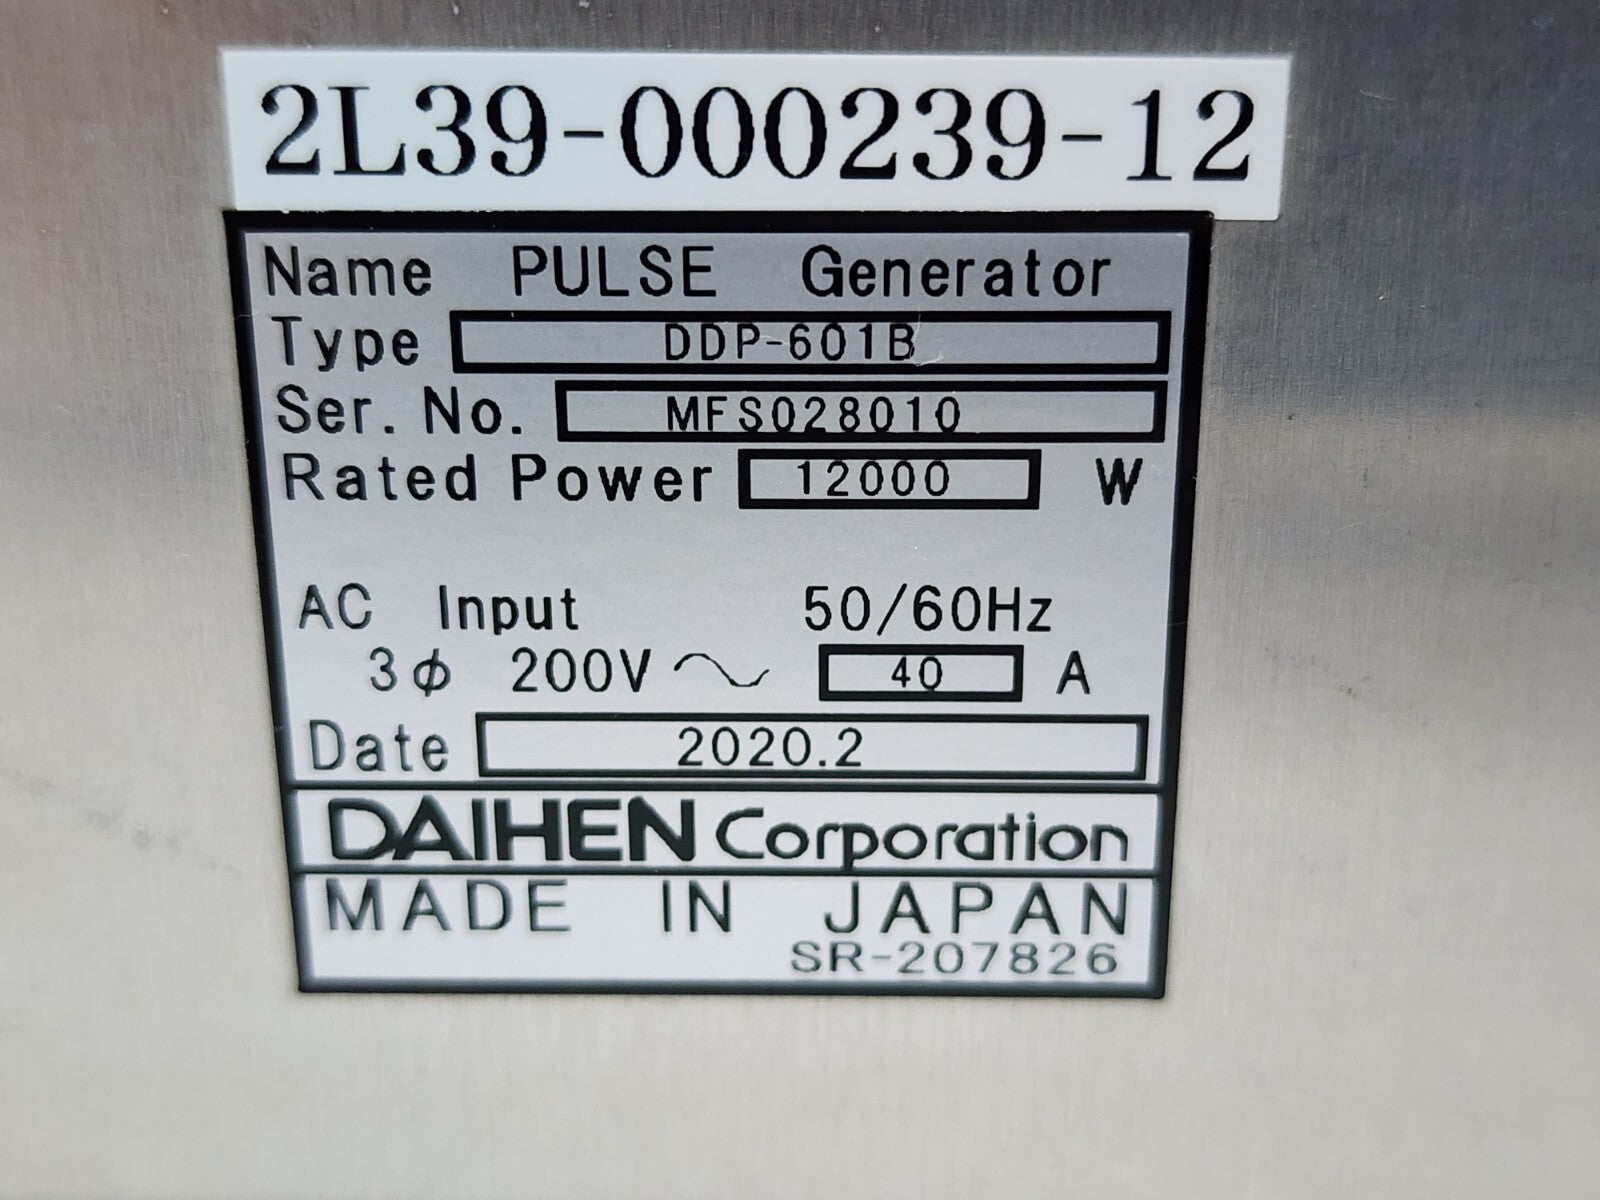 2L39-000239-12
Name PULSE Generator
Type DDP-601B
Ser. No. MFS028010
Rated Power 12000 W
AC Input 50/60Hz
3ϕ 200V ~ 40 A
Date 2020.2
DAIHEN Corporation
MADE IN JAPAN
SR-207826